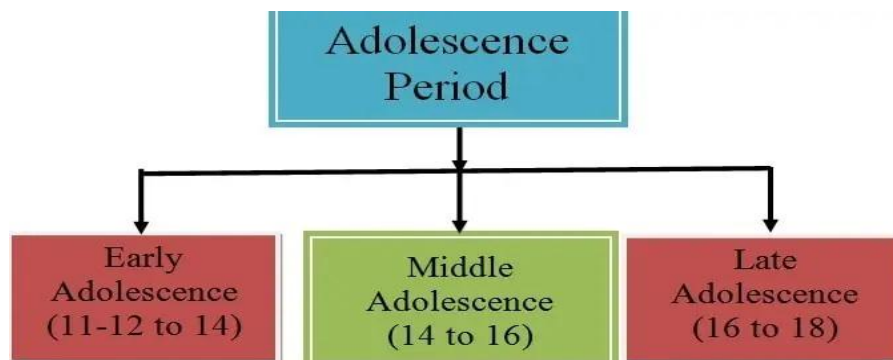 Adolescence
Period
Early
Adolescence
(11-12 to 14)
Middle
Adolescence
(14 to 16)
Late
Adolescence
(16 to 18)